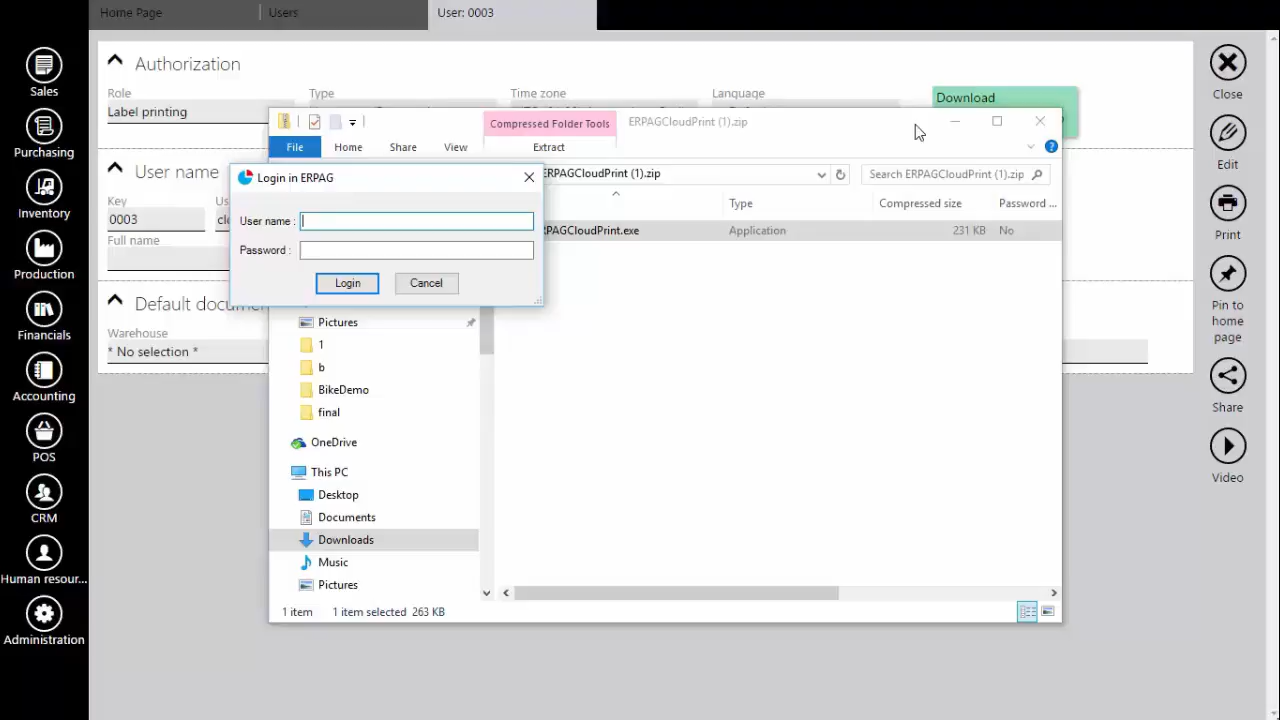 Home Page
Users
User: 0003
Authorization
Role
Type
Time zone
Language
Label printing
Download
Sales
Purchasing
Inventory
Production
Financials
Accounting
POS
CRM
Human resour...
Administration
Compressed Folder Tools
ERPAGCloudPrint (1).zip
File
Home
Share
View
Extract
ERPAGCloudPrint (1).zip
Search ERPAGCloudPrint (1).zip
Type
Compressed size
Password ...
PAGCloudPrint.exe
Application
231 KB
No
User name
Key
0003
Full name
Login in ERPAG
User name :
Password :
Login
Cancel
Default documen
Warehouse
* No selection *
Pictures
1
b
BikeDemo
final
OneDrive
This PC
Desktop
Documents
Downloads
Music
Pictures
1 item
1 item selected 263 KB
Close
Edit
Print
Pin to
home
page
Share
Video